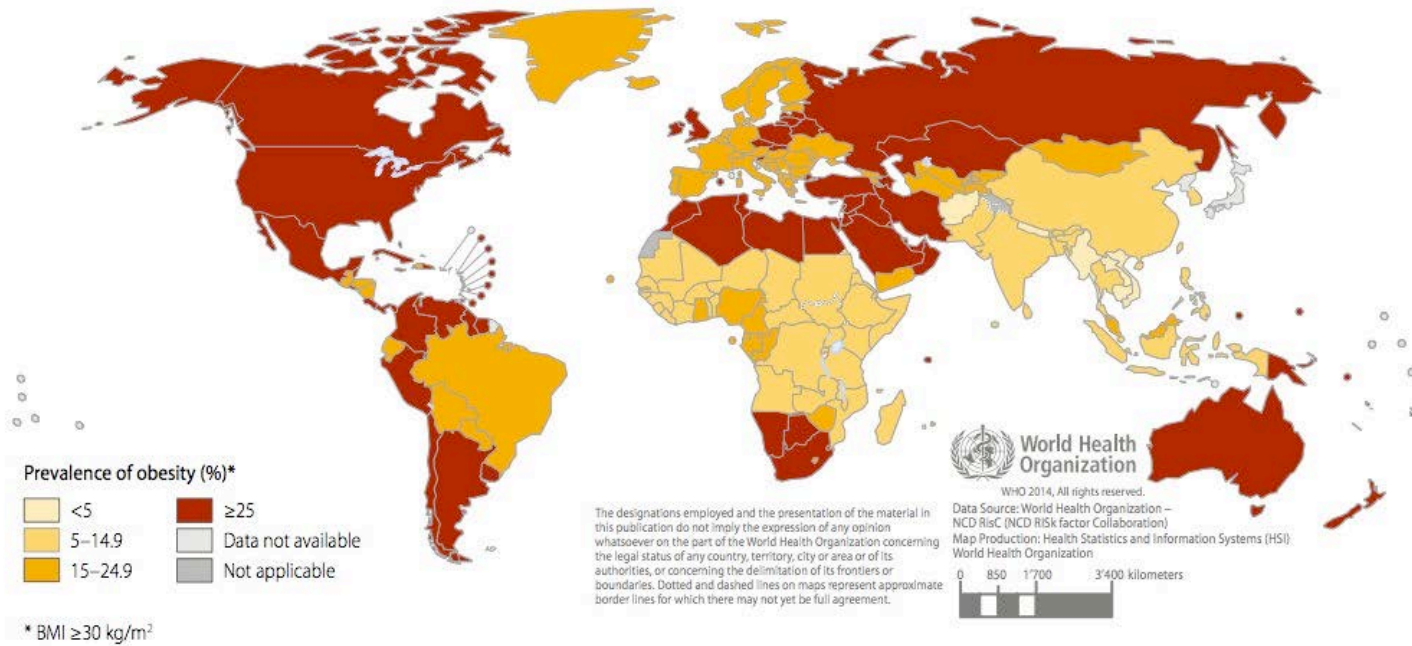 Prevalence of obesity (%)*
<5
5–14.9
15–24.9
≥25
Data not available
Not applicable
* BMI ≥30 kg/m²
The designations employed and the presentation of the material in
this publication do not imply the expression of any opinion
whatsoever on the part of the World Health Organization concerning
the legal status of any country, territory, city or area or of its
authorities, or concerning the delimitation of its frontiers or
boundaries. Dotted and dashed lines on maps represent approximate
border lines for which there may not yet be full agreement.
World Health
Organization
WHO 2014, All rights reserved.
Data Source: World Health Organization –
NCD RisC (NCD RISk factor Collaboration)
Map Production: Health Statistics and Information Systems (HSI)
World Health Organization
0 850 1'700 3'400 kilometers